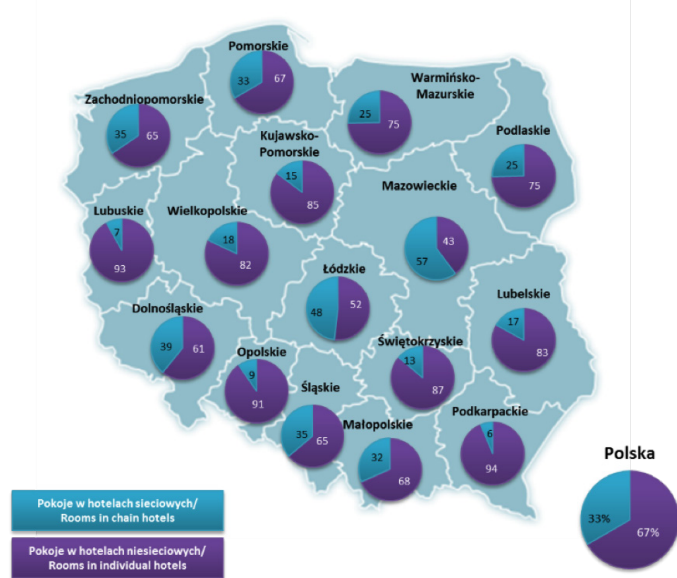 Pomorskie
33
67
Warmińsko-
Mazurskie
25
75
Zachodniopomorskie
35
65
Kujawsko-
Pomorskie
15
85
Podlaskie
25
75
Mazowieckie
43
57
Lubuskie
7
93
Wielkopolskie
18
82
Łódzkie
48
52
Lubelskie
17
83
Dolnośląskie
39
61
Opolskie
9
91
Śląskie
35
65
Świętokrzyskie
13
87
Małopolskie
32
68
Podkarpackie
6
94
Polska
33%
67%
Pokoje w hotelach sieciowych/
Rooms in chain hotels
Pokoje w hotelach niesieciowych/
Rooms in individual hotels